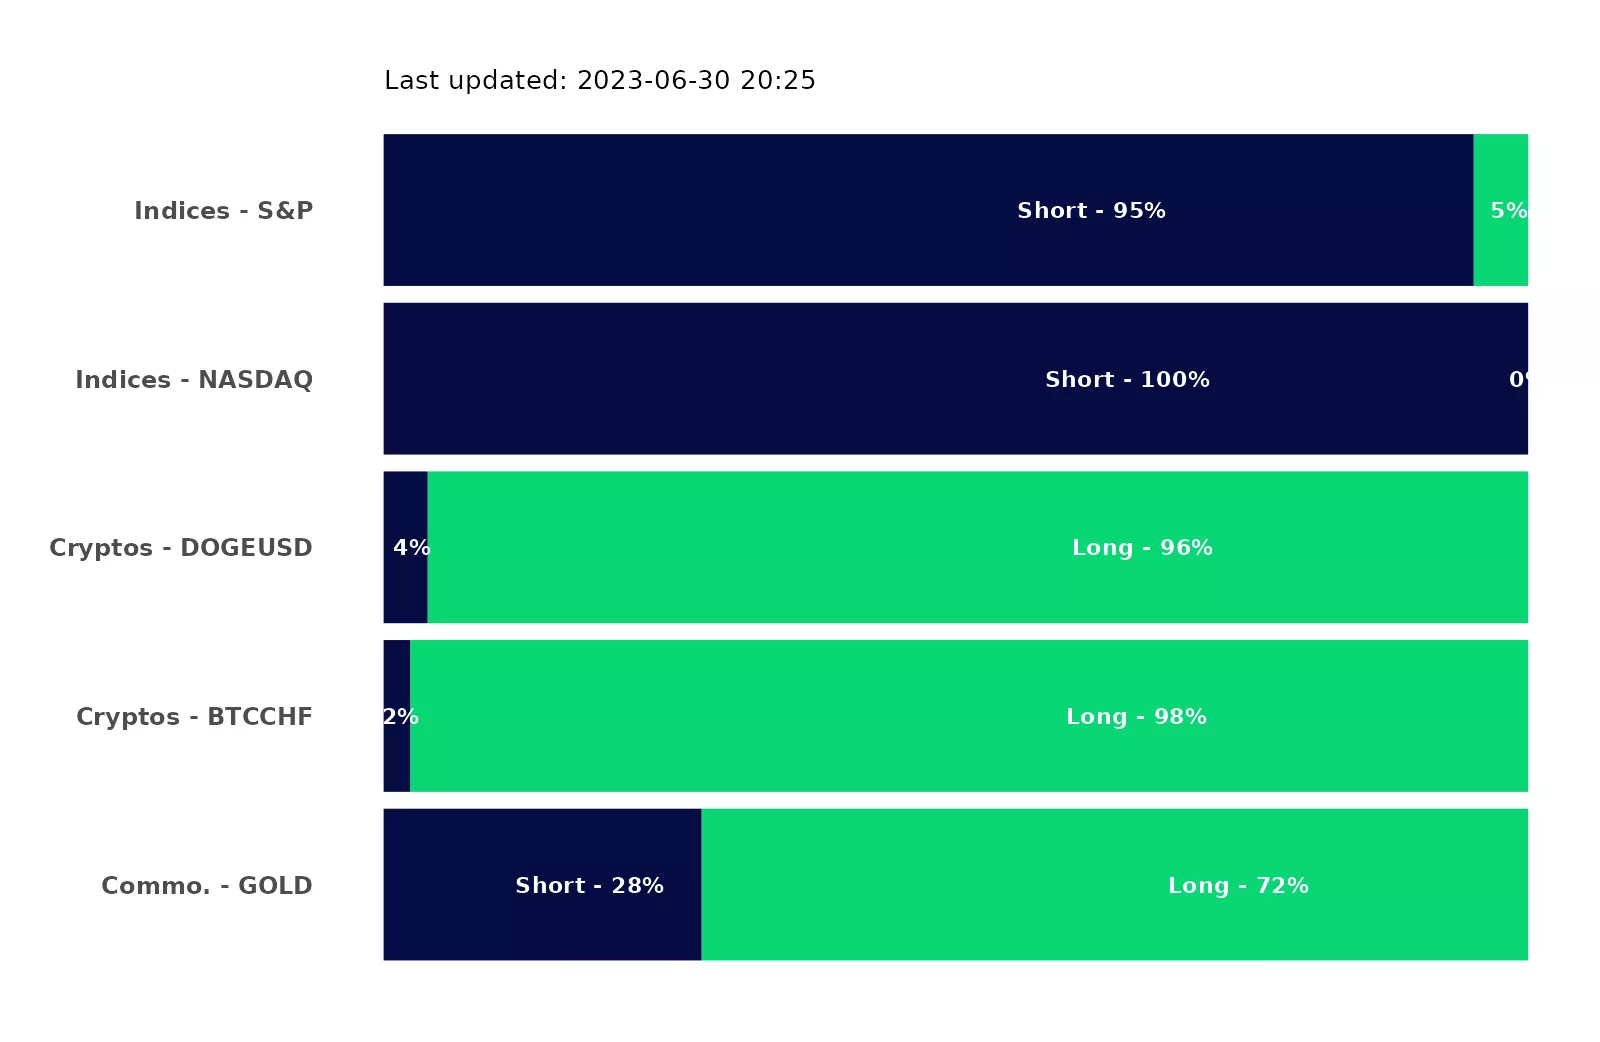 Last updated: 2023-06-30 20:25
Indices - S&P Short - 95% 5%
Indices - NASDAQ Short - 100% 0%
Cryptos - DOGEUSD 4% Long - 96%
Cryptos - BTCCHF 2% Long - 98%
Commo. - GOLD Short - 28% Long - 72%